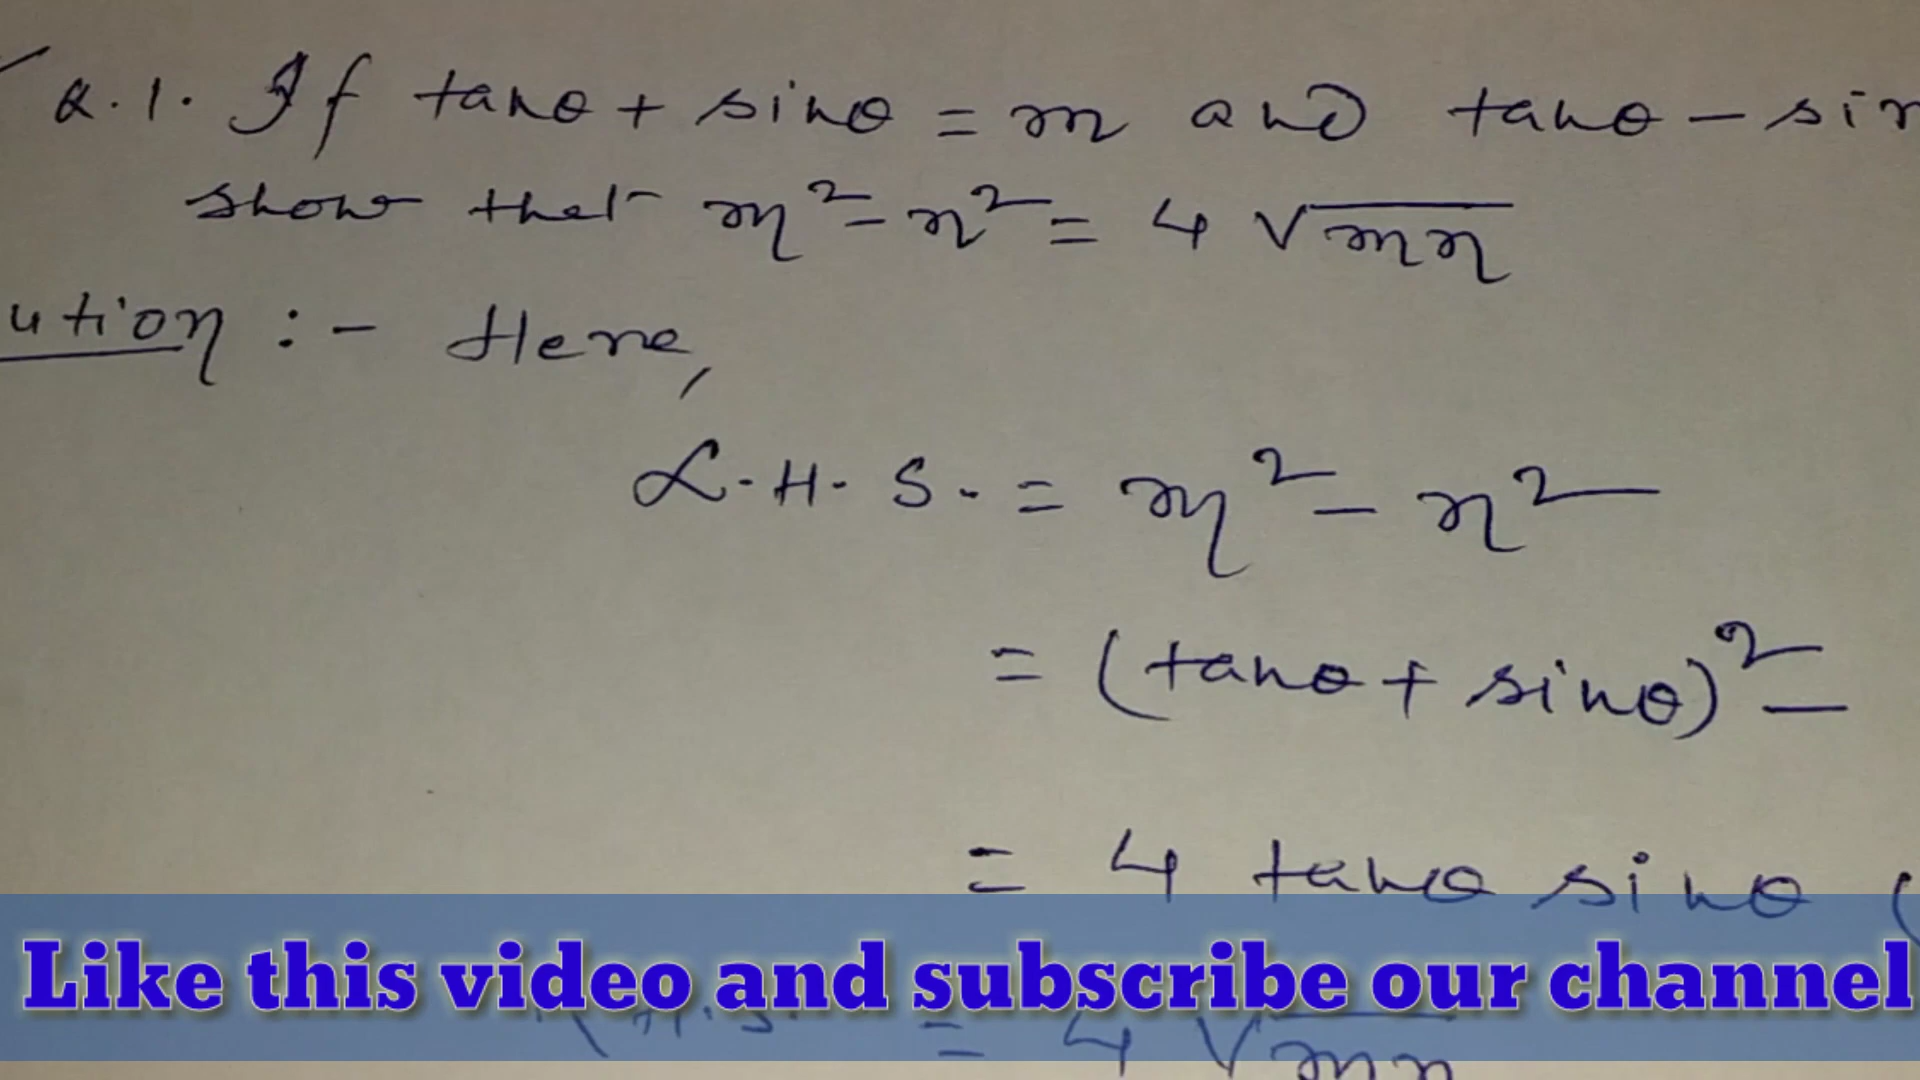 Q.1. If tanθ + sinθ = m and tanθ - sin
show that m² - n² = 4 √mn
ution :- Here,
L.H.S. = m² - n²
= (tanθ + sinθ)² -
= 4 tanθ sinθ (
Like this video and subscribe our channel
R.H.S. = 4 √mn